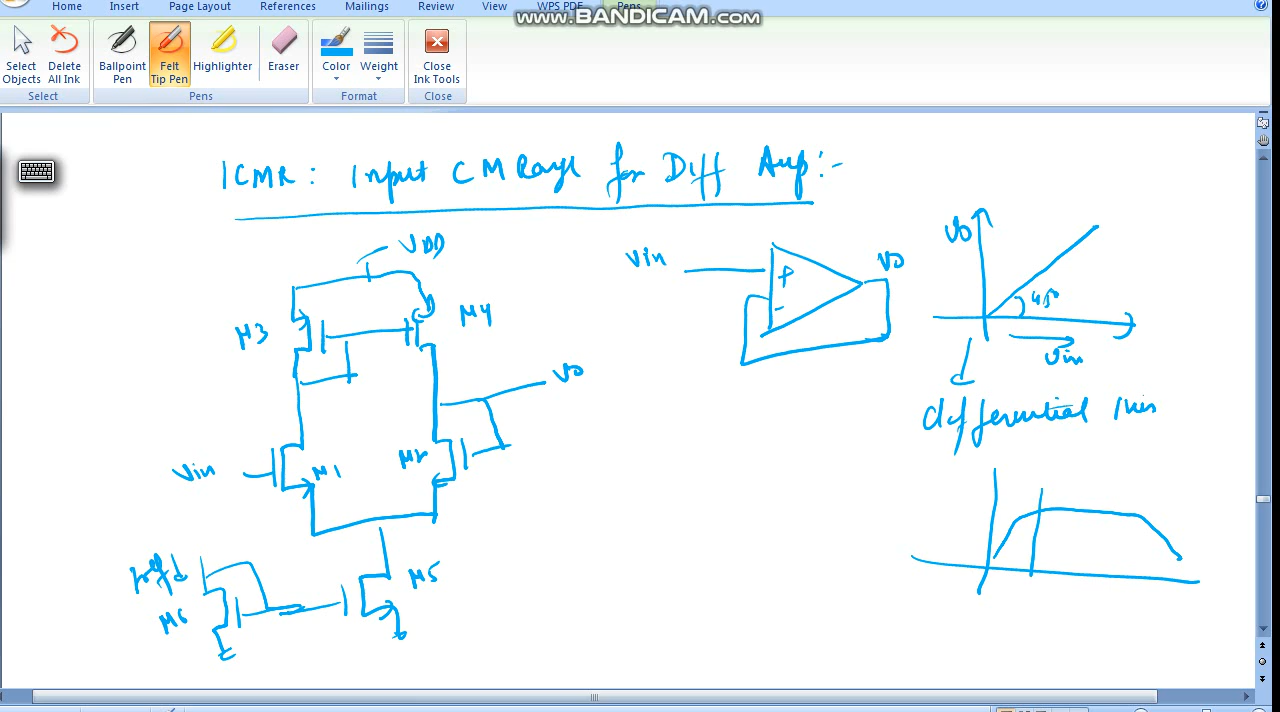 Home Insert Page Layout References Mailings Review View WPS PDF Pens
www.BANDICAM.com
Select Objects
Delete All Ink
Ballpoint Pen
Felt Tip Pen
Highlighter
Eraser
Color
Weight
Close Ink Tools
Select Pens Format Close
ICMR: Input CM Range for Diff Amp:-
VDD
M3
M4
Vo
Vin
M1
M2
M5
M6
Vin
+
-
Vo
Vo
45°
Vin
differential